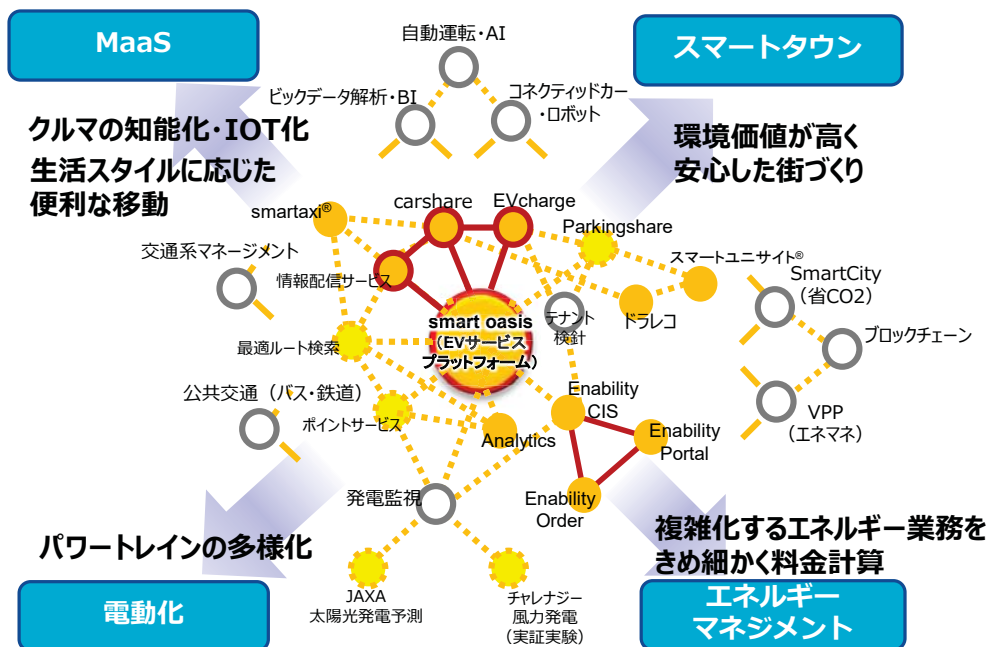 MaaS
自動運転・AI
スマートタウン
ビックデータ解析・BI
コネクティッドカー
・ロボット
クルマの知能化・IOT化
生活スタイルに応じた
便利な移動
環境価値が高く
安心した街づくり
smartaxi®
carshare
EVcharge
Parkingshare
交通系マネージメント
情報配信サービス
スマートユニサイト®
SmartCity
（省CO2）
smart oasis
（EVサービス
プラットフォーム）
テナント
検針
ドラレコ
ブロックチェーン
最適ルート検索
公共交通（バス・鉄道）
ポイントサービス
Analytics
Enability
CIS
Enability
Portal
VPP
（エネマネ）
発電監視
Enability
Order
パワートレインの多様化
複雑化するエネルギー業務を
きめ細かく料金計算
電動化
JAXA
太陽光発電予測
チャレナジー
風力発電
（実証実験）
エネルギー
マネジメント